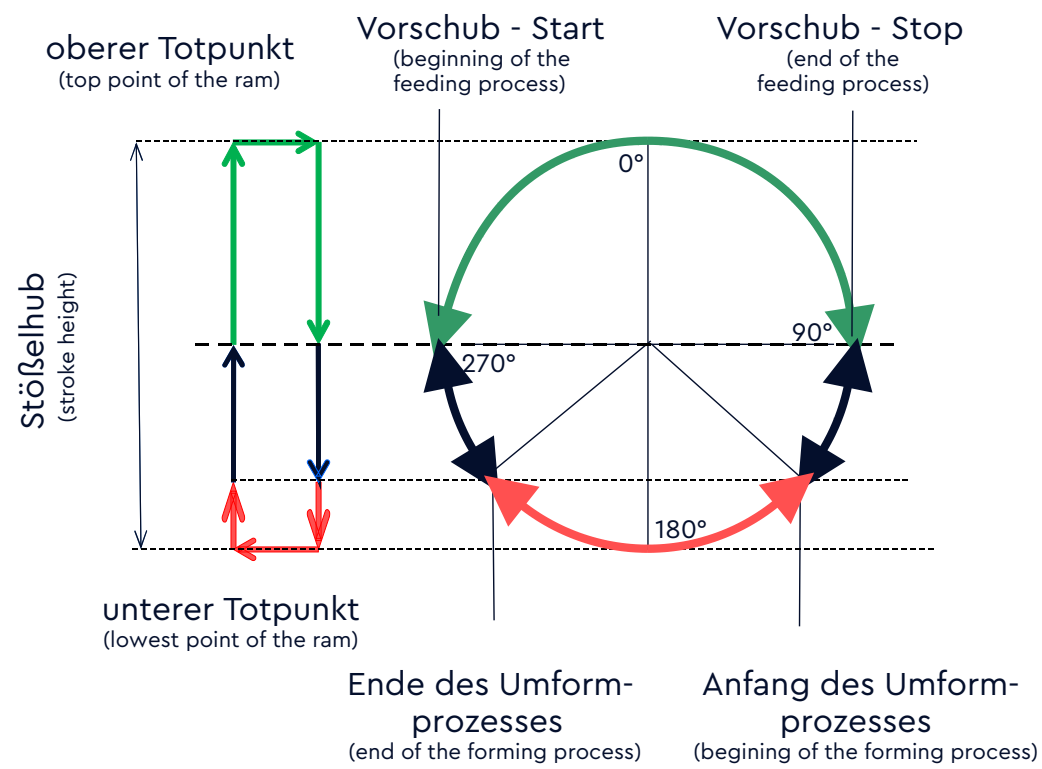 oberer Totpunkt
(top point of the ram)
Vorschub - Start
(beginning of the
feeding process)
Vorschub - Stop
(end of the
feeding process)
0°
90°
270°
180°
Stößelhub
(stroke height)
unterer Totpunkt
(lowest point of the ram)
Ende des Umform-
prozesses
(end of the forming process)
Anfang des Umform-
prozesses
(begining of the forming process)